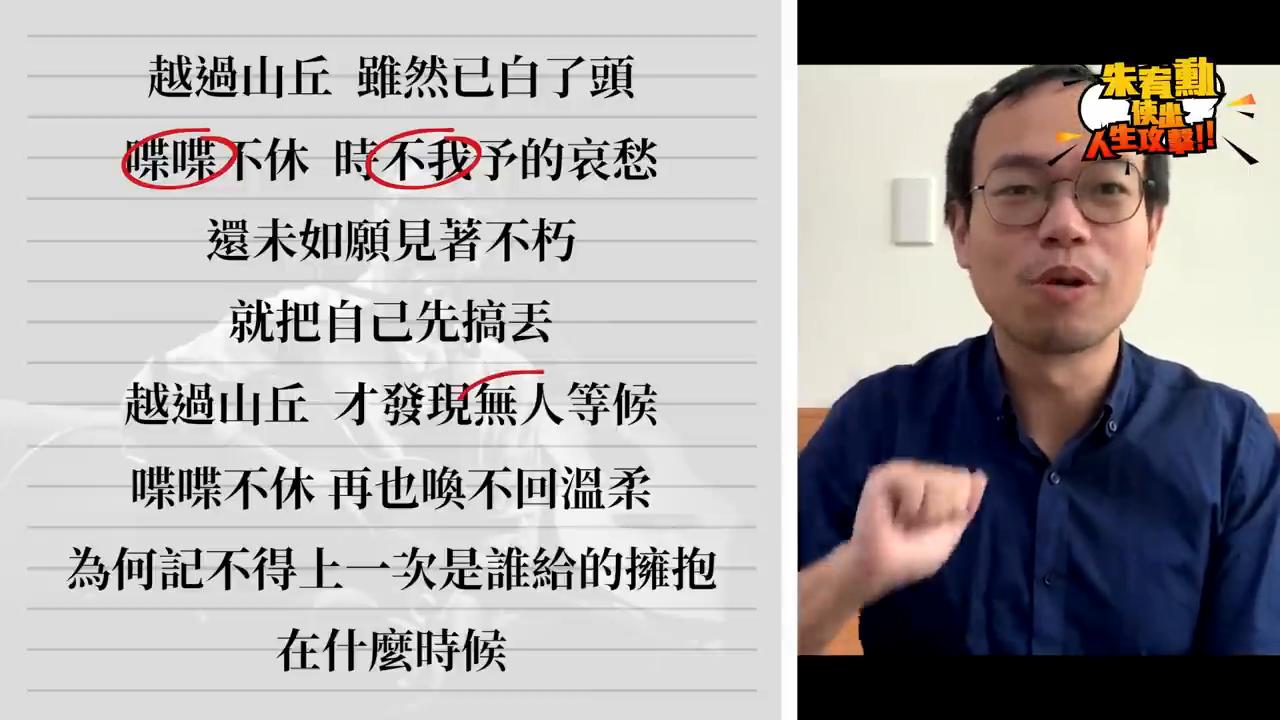 越過山丘 雖然已白了頭
喋喋不休 時不我予的哀愁
還未如願見著不朽
就把自己先搞丟
越過山丘 才發現無人等候
喋喋不休 再也喚不回溫柔
為何記不得上一次是誰給的擁抱
在什麼時候
朱宥勳
使出
人生攻擊!!